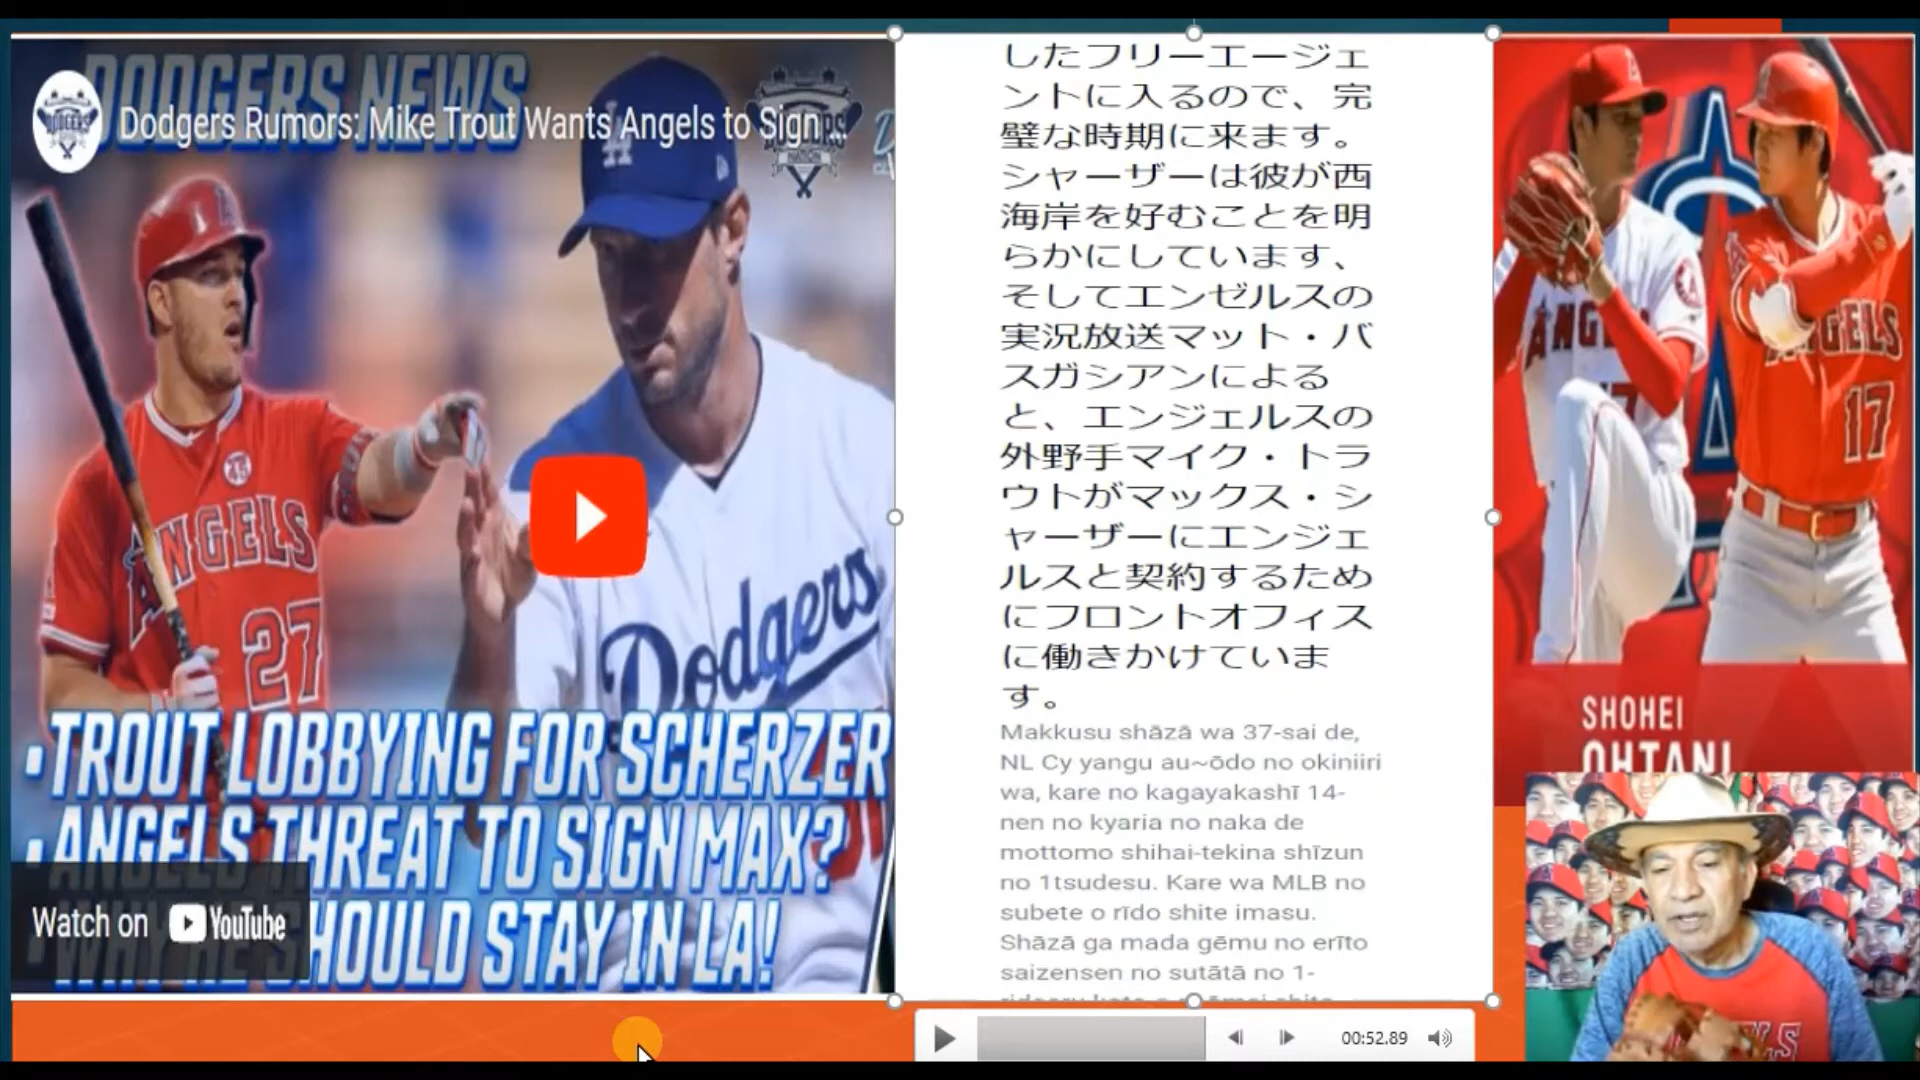 DODGERS NEWS
Dodgers Rumors: Mike Trout Wants Angels to Sign ...
ANGELS
27
Dodgers
•TROUT LOBBYING FOR SCHERZER
•ANGELS THREAT TO SIGN MAX?
SHOULD STAY IN LA!
Watch on YouTube
したフリーエージェ
ントに入るので、完
璧な時期に来ます。
シャーザーは彼が西
海岸を好むことを明
らかにしています、
そしてエンゼルスの
実況放送マット・バ
スガシアンによる
と、エンジェルスの
外野手マイク・トラ
ウトがマックス・シ
ャーザーにエンジェ
ルスと契約するため
にフロントオフィス
に働きかけていま
す。
Makkusu shāzā wa 37-sai de,
NL Cy yangu au~ōdo no okiniiri
wa, kare no kagayakashī 14-
nen no kyaria no naka de
mottomo shihai-tekina shīzun
no 1tsudesu. Kare wa MLB no
subete o rīdo shite imasu.
Shāzā ga mada gēmu no erīto
saizensen no sutātā no 1-
ANGELS
17
SHOHEI
OHTANI
00:52.89